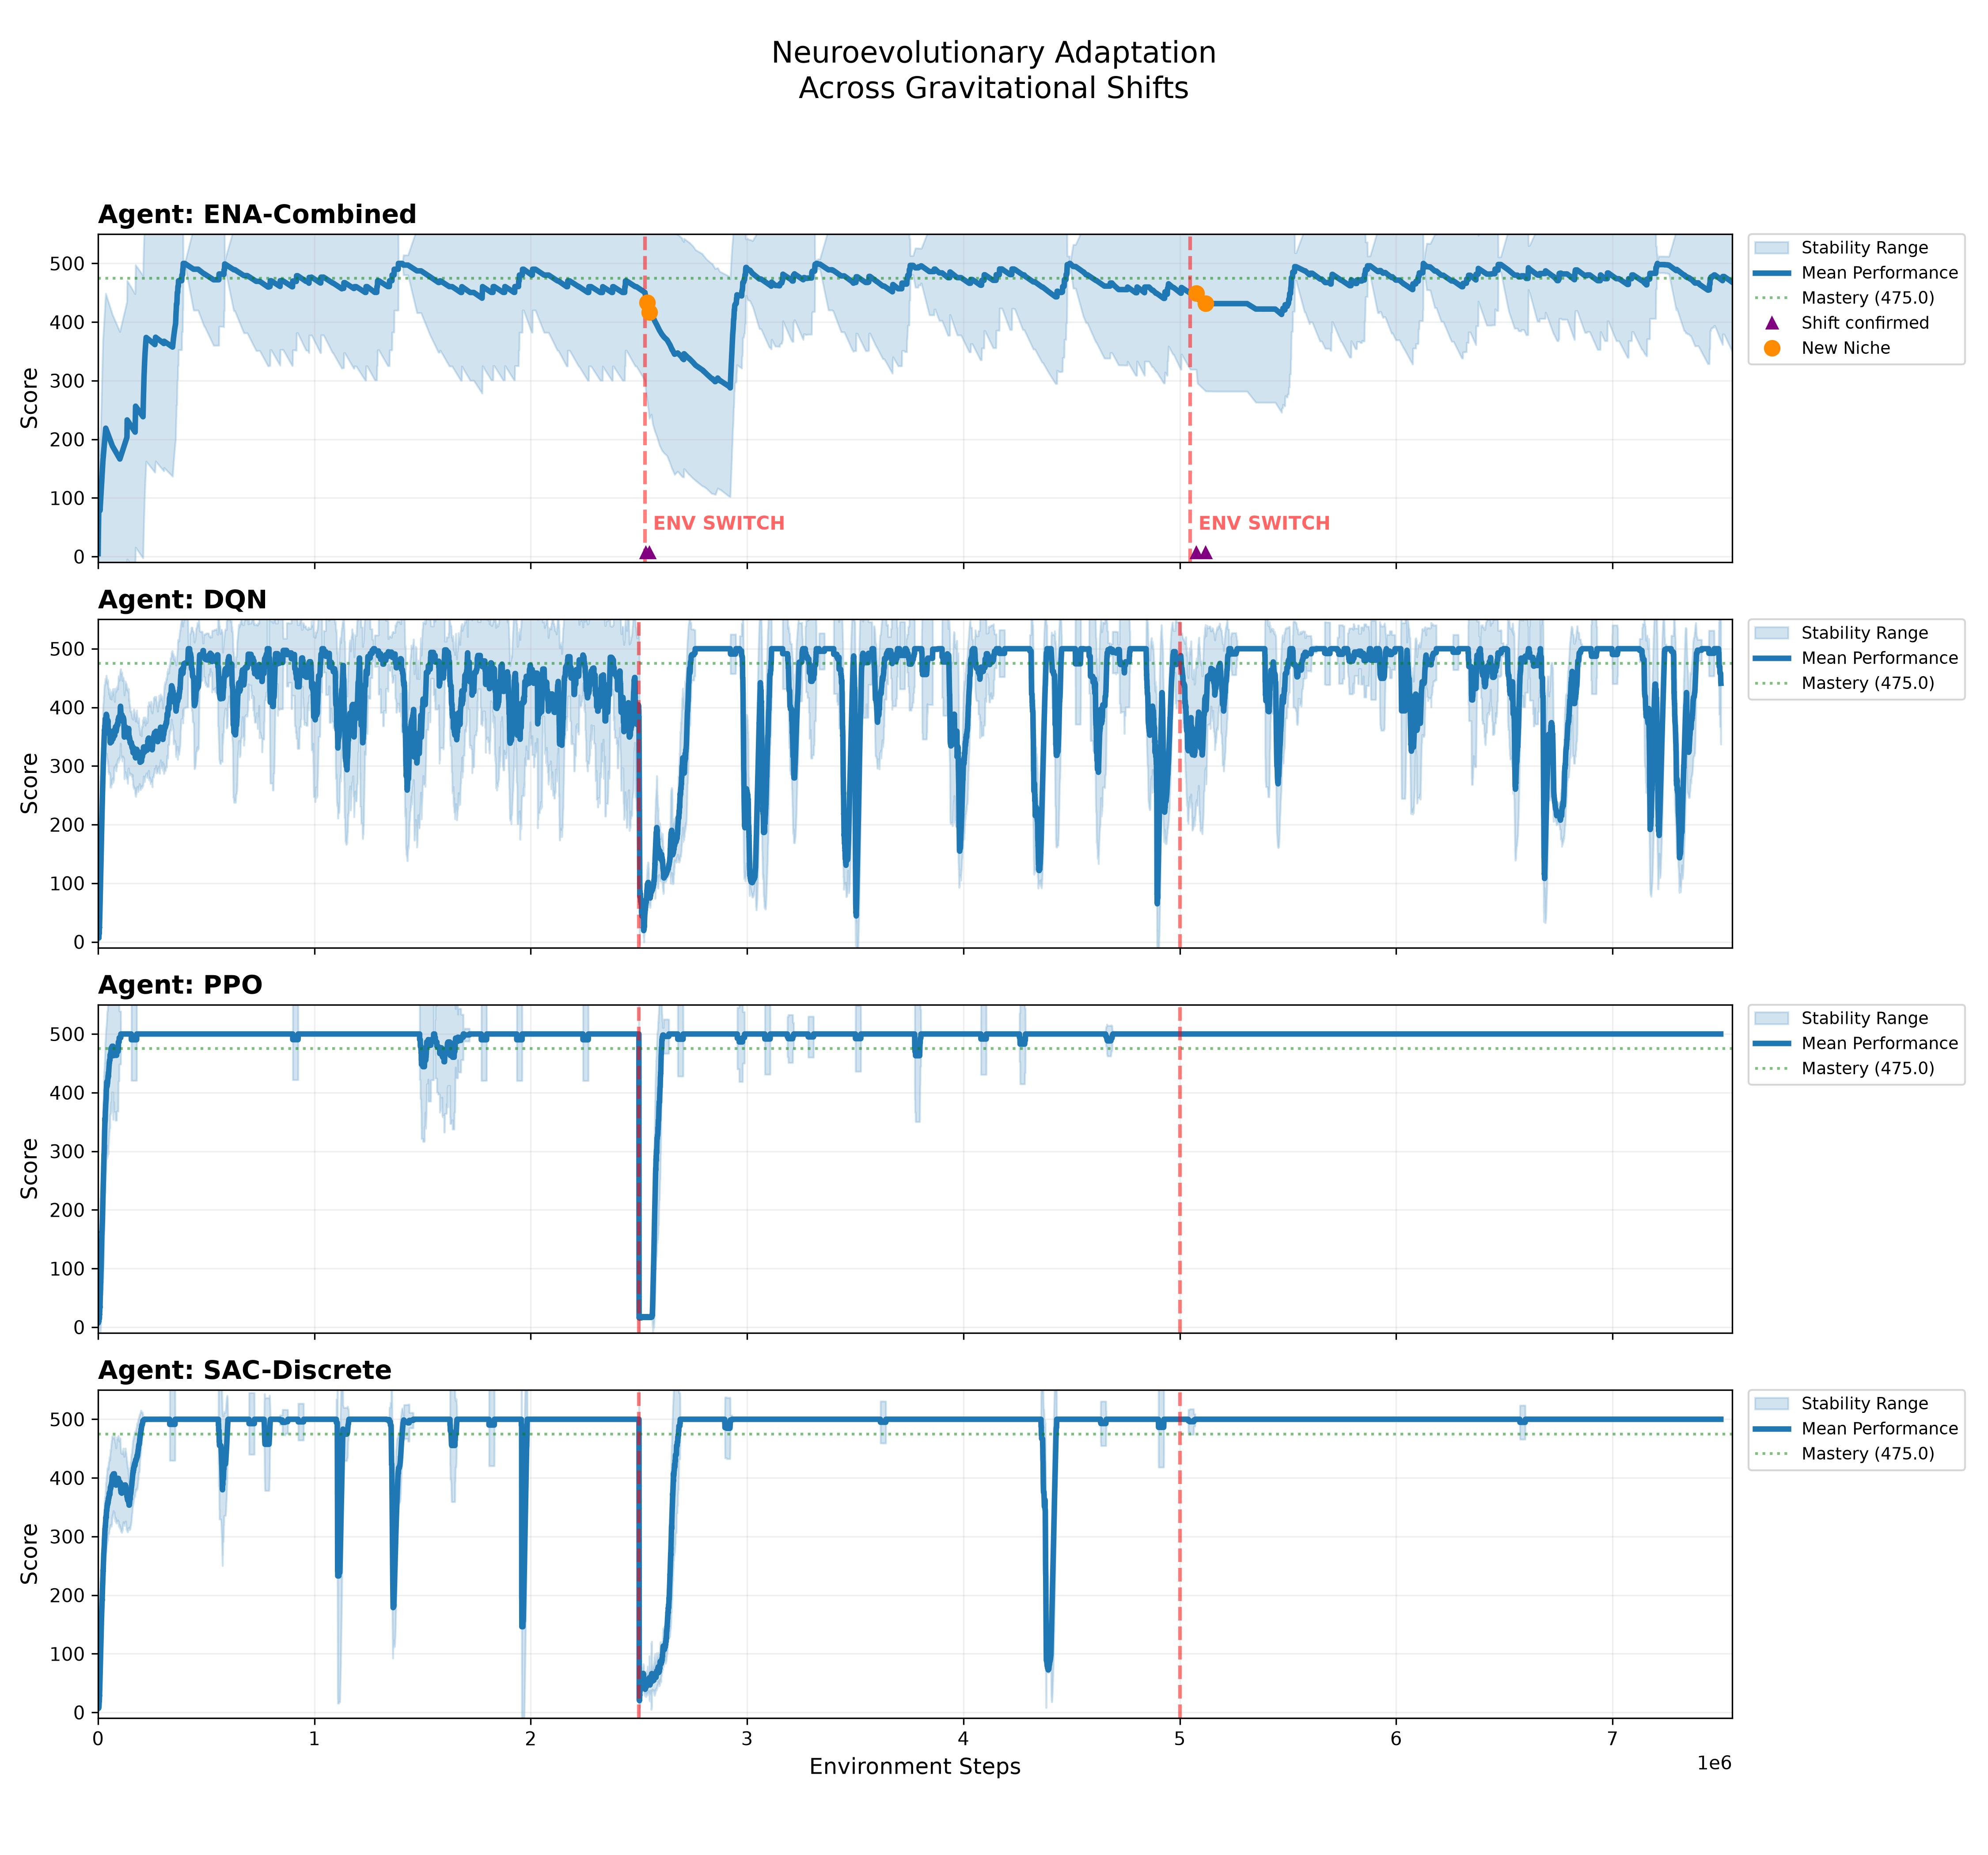 Neuroevolutionary Adaptation
Across Gravitational Shifts
Agent: ENA-Combined
Score
500
400
300
200
100
0
ENV SWITCH
ENV SWITCH
Stability Range
Mean Performance
Mastery (475.0)
Shift confirmed
New Niche
Agent: DQN
Score
500
400
300
200
100
0
Stability Range
Mean Performance
Mastery (475.0)
Agent: PPO
Score
500
400
300
200
100
0
Stability Range
Mean Performance
Mastery (475.0)
Agent: SAC-Discrete
Score
500
400
300
200
100
0
Stability Range
Mean Performance
Mastery (475.0)
0 1 2 3 4 5 6 7
1e6
Environment Steps